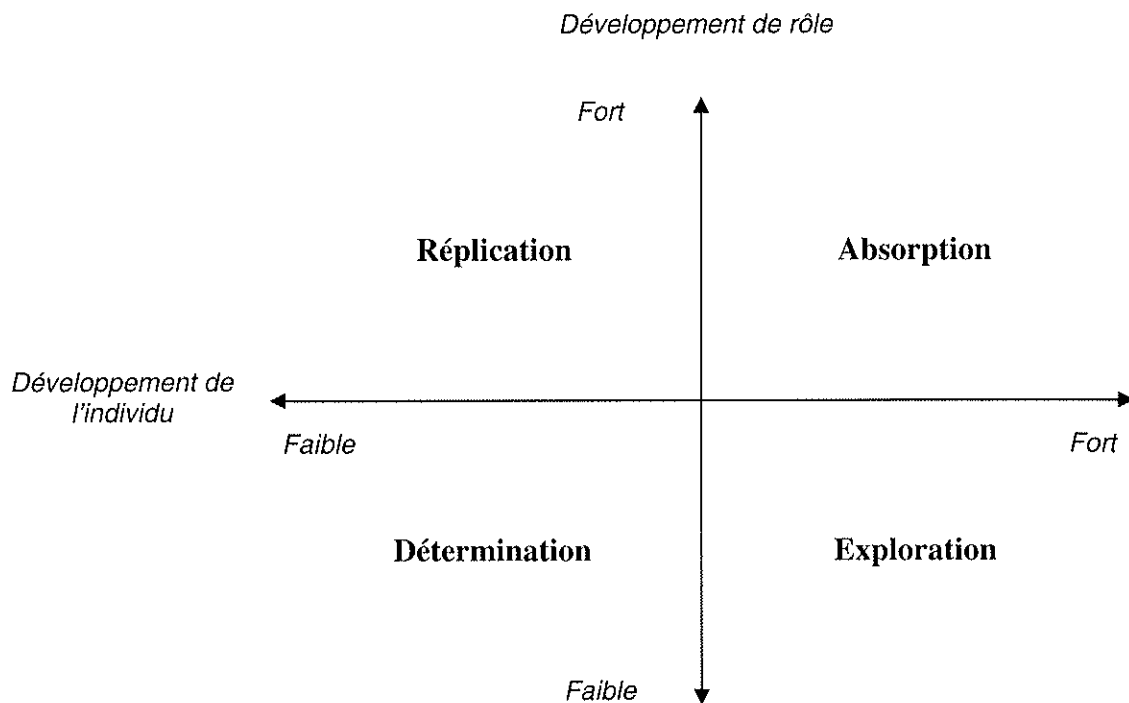 Développement de rôle
Fort
Réplication
Absorption
Développement de
l'individu
Faible
Fort
Détermination
Exploration
Faible